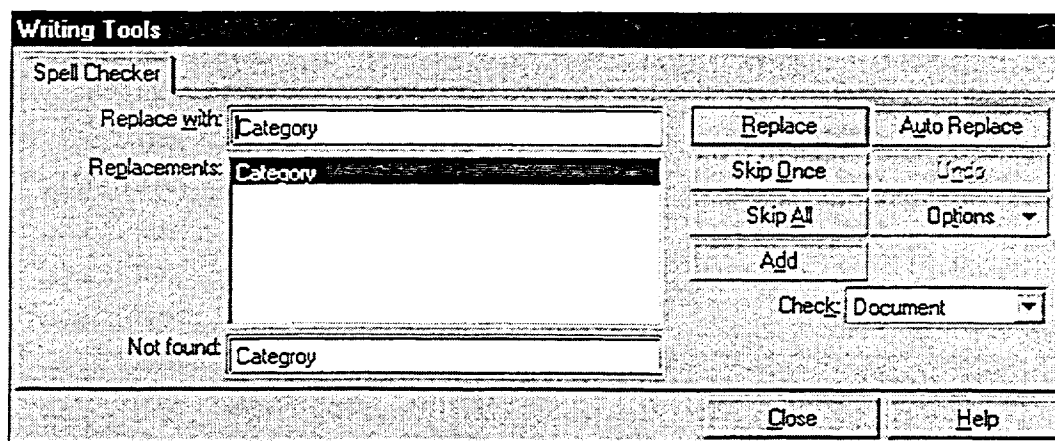 Writing Tools
Spell Checker
Replace with: Category
Replacements: Category
Not found: Categroy
Replace Auto Replace
Skip Once Undo
Skip All Options
Add
Check: Document
Close Help